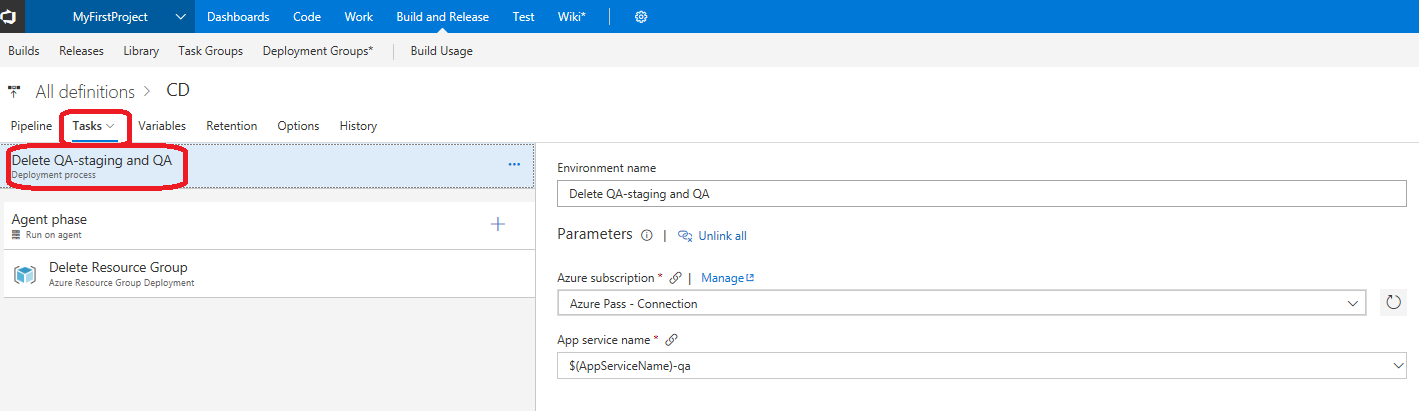 MyFirstProject Dashboards Code Work Build and Release Test Wiki*
Builds Releases Library Task Groups Deployment Groups* | Build Usage
All definitions > CD
Pipeline Tasks Variables Retention Options History
Delete QA-staging and QA ...
Deployment process
Agent phase
Run on agent
Delete Resource Group
Azure Resource Group Deployment
Environment name
Delete QA-staging and QA
Parameters | Unlink all
Azure subscription * | Manage
Azure Pass - Connection
App service name *
$(AppServiceName)-qa